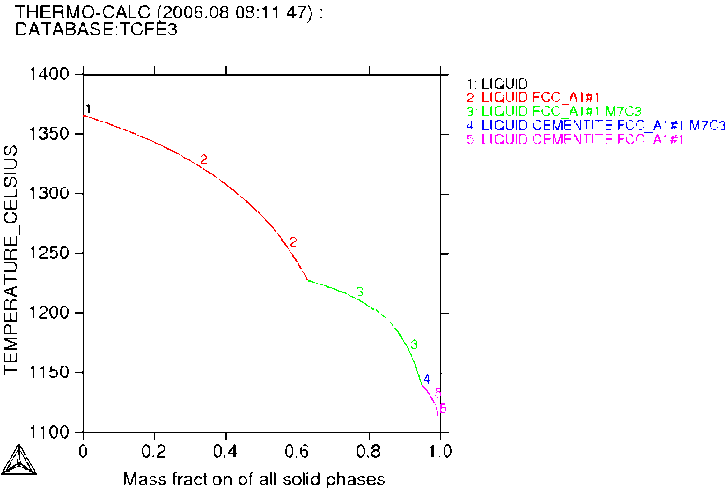 THERMO-CALC (2006.08.08:11.47) :
DATABASE:TCFE3
1: LIQUID
2 LIQUID FCC_A1#1
3: LIQUID FCC_A1#1 M7C3
4 LIQUID CEMENTITE FCC_A1#1 M7C3
5 LIQUID CEMENTITE FCC_A1#1
TEMPERATURE_CELSIUS
1400
1350
1300
1250
1200
1150
1100
1
2
2
3
3
4
5
5
0
0.2
0.4
0.6
0.8
1.0
Mass fraction of all solid phases